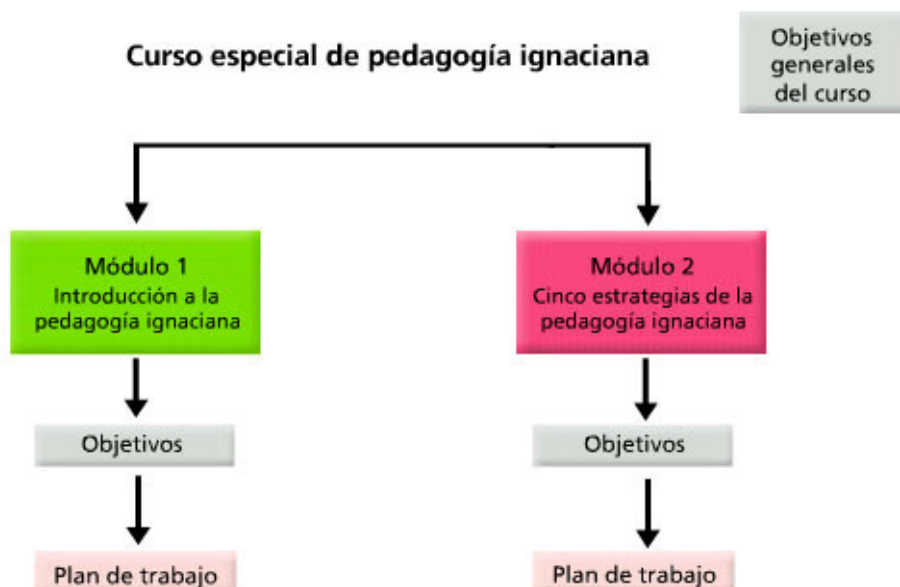 Curso especial de pedagogía ignaciana
Objetivos
generales
del curso
Módulo 1
Introducción a la
pedagogía ignaciana
Módulo 2
Cinco estrategias de la
pedagogía ignaciana
Objetivos
Objetivos
Plan de trabajo
Plan de trabajo